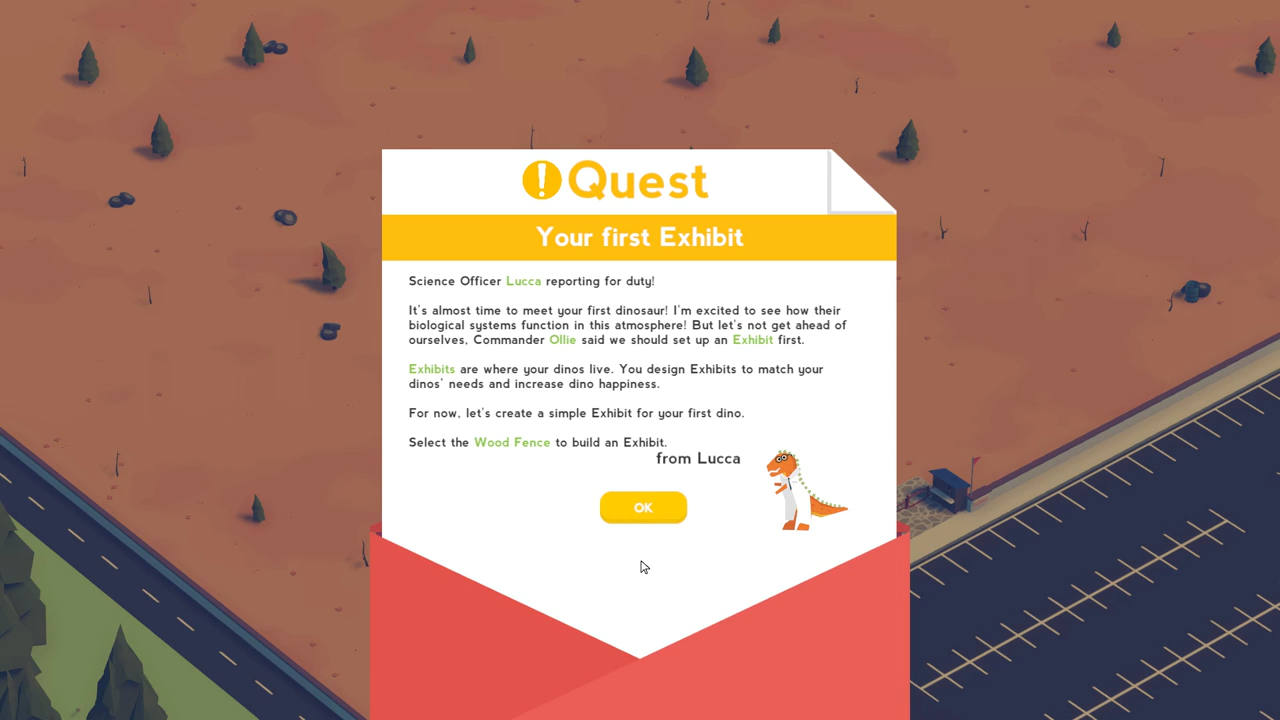 Quest
Your first Exhibit
Science Officer Lucca reporting for duty!
It's almost time to meet your first dinosaur! I'm excited to see how their
biological systems function in this atmosphere! But let's not get ahead of
ourselves, Commander Ollie said we should set up an Exhibit first.
Exhibits are where your dinos live. You design Exhibits to match your
dinos' needs and increase dino happiness.
For now, let's create a simple Exhibit for your first dino.
Select the Wood Fence to build an Exhibit.
from Lucca
OK